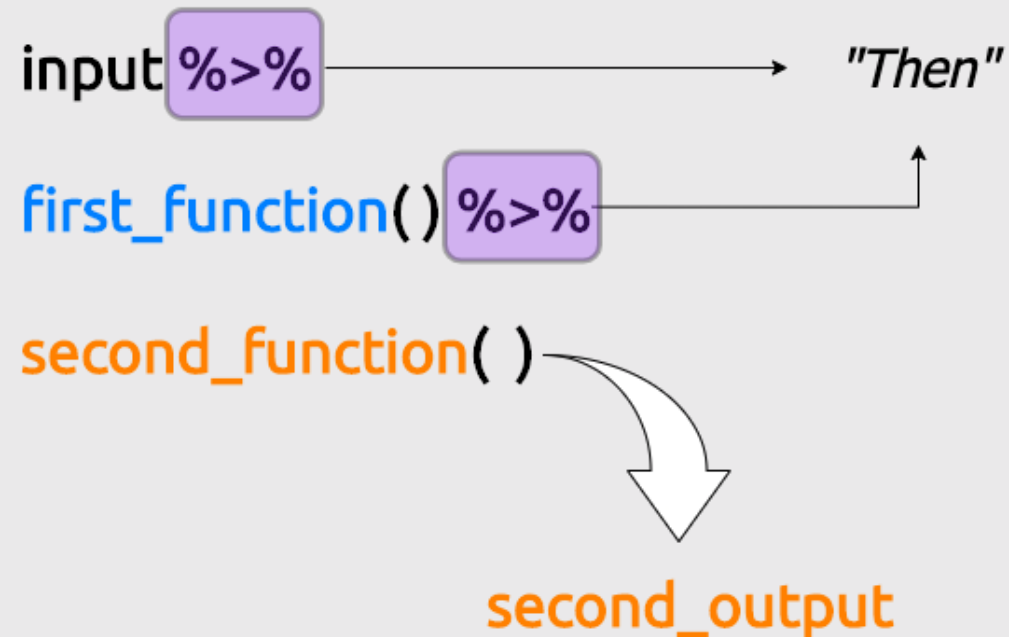 input %>% "Then"
first_function() %>%
second_function( )
second_output